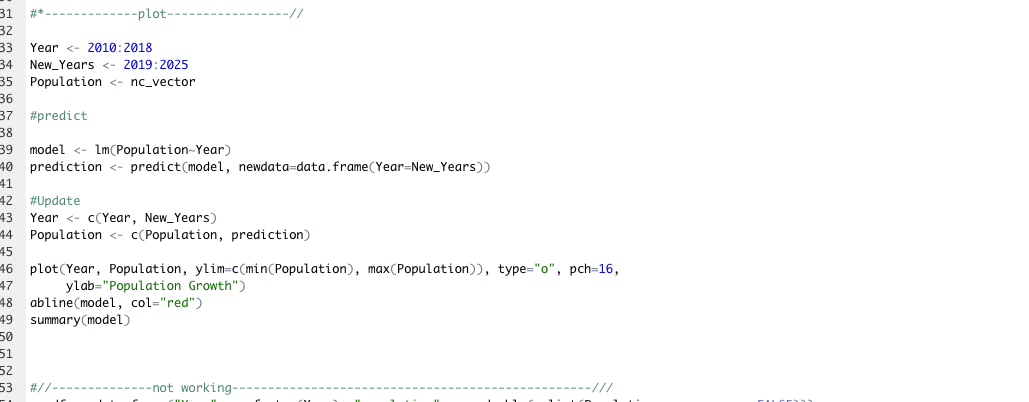 31 #*-------------plot-----------------//
32
33 Year <- 2010:2018
34 New_Years <- 2019:2025
35 Population <- nc_vector
36
37 #predict
38
39 model <- lm(Population~Year)
40 prediction <- predict(model, newdata=data.frame(Year=New_Years))
41
42 #Update
43 Year <- c(Year, New_Years)
44 Population <- c(Population, prediction)
45
46 plot(Year, Population, ylim=c(min(Population), max(Population)), type="o", pch=16,
47 ylab="Population Growth")
48 abline(model, col="red")
49 summary(model)
50
51
52
53 #//--------------not working--------------------------------------------------///